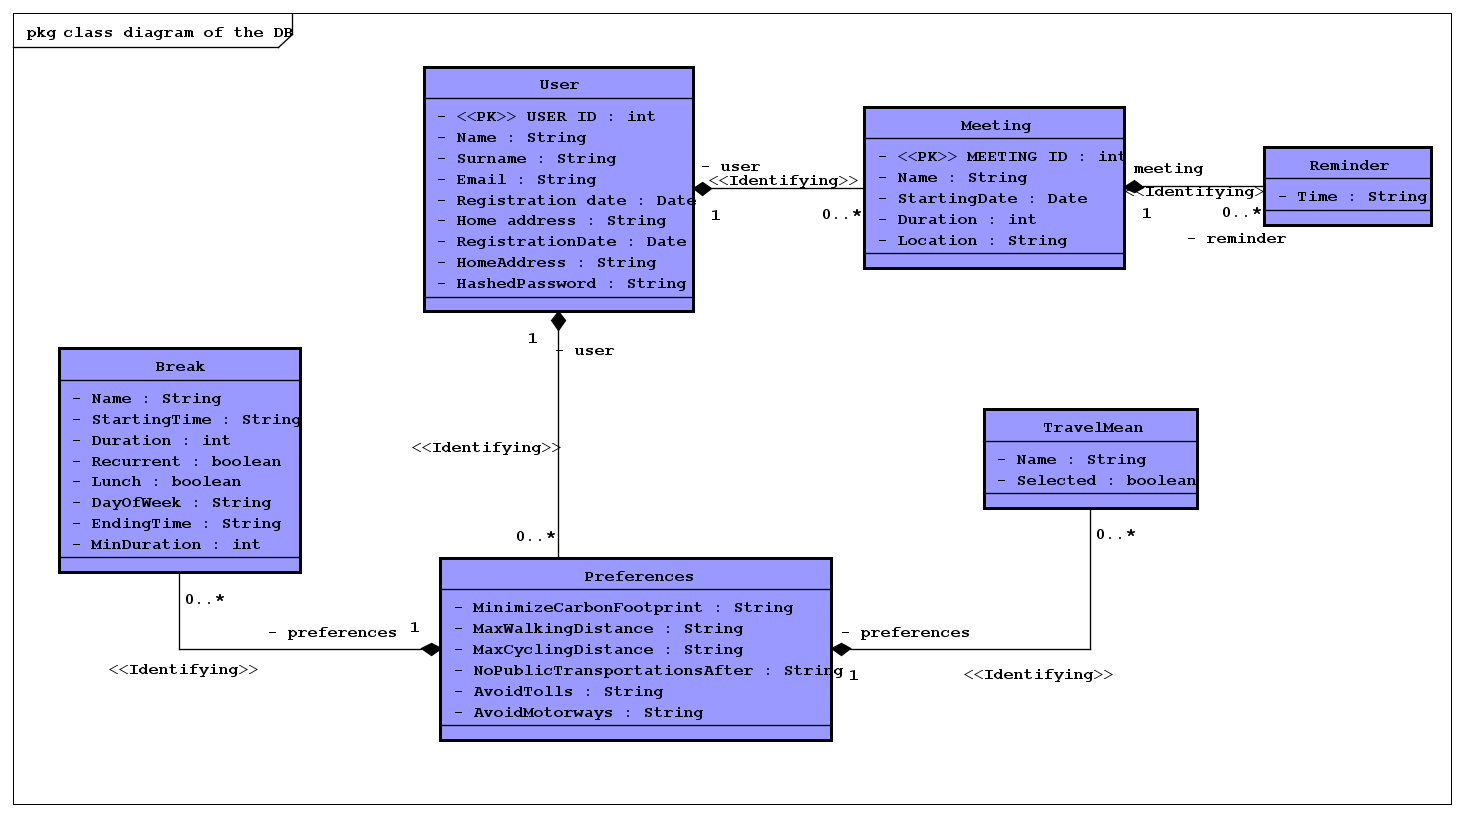 pkg class diagram of the DB
User
- <<PK>> USER ID : int
- Name : String
- Surname : String
- Email : String
- Registration date : Date
- Home address : String
- RegistrationDate : Date
- HomeAddress : String
- HashedPassword : String
- user
<<Identifying>>
1
0..*
Meeting
- <<PK>> MEETING ID : int
- Name : String
- StartingDate : Date
- Duration : int
- Location : String
meeting
<<Identifying>
1
0..*
- reminder
Reminder
- Time : String
1
- user
<<Identifying>>
0..*
Break
- Name : String
- StartingTime : String
- Duration : int
- Recurrent : boolean
- Lunch : boolean
- DayOfWeek : String
- EndingTime : String
- MinDuration : int
0..*
- preferences
1
<<Identifying>>
TravelMean
- Name : String
- Selected : boolean
0..*
Preferences
- MinimizeCarbonFootprint : String
- MaxWalkingDistance : String
- MaxCyclingDistance : String
- NoPublicTransportationsAfter : String
- AvoidTolls : String
- AvoidMotorways : String
- preferences
1
<<Identifying>>